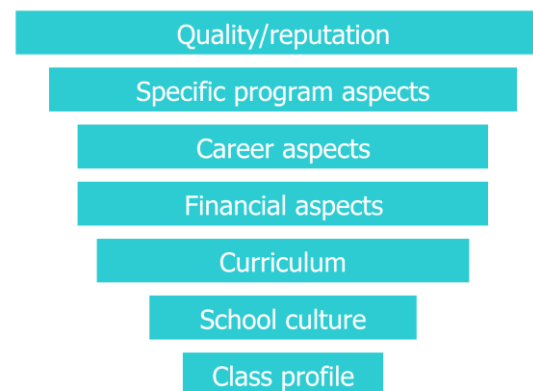 Quality/reputation
Specific program aspects
Career aspects
Financial aspects
Curriculum
School culture
Class profile